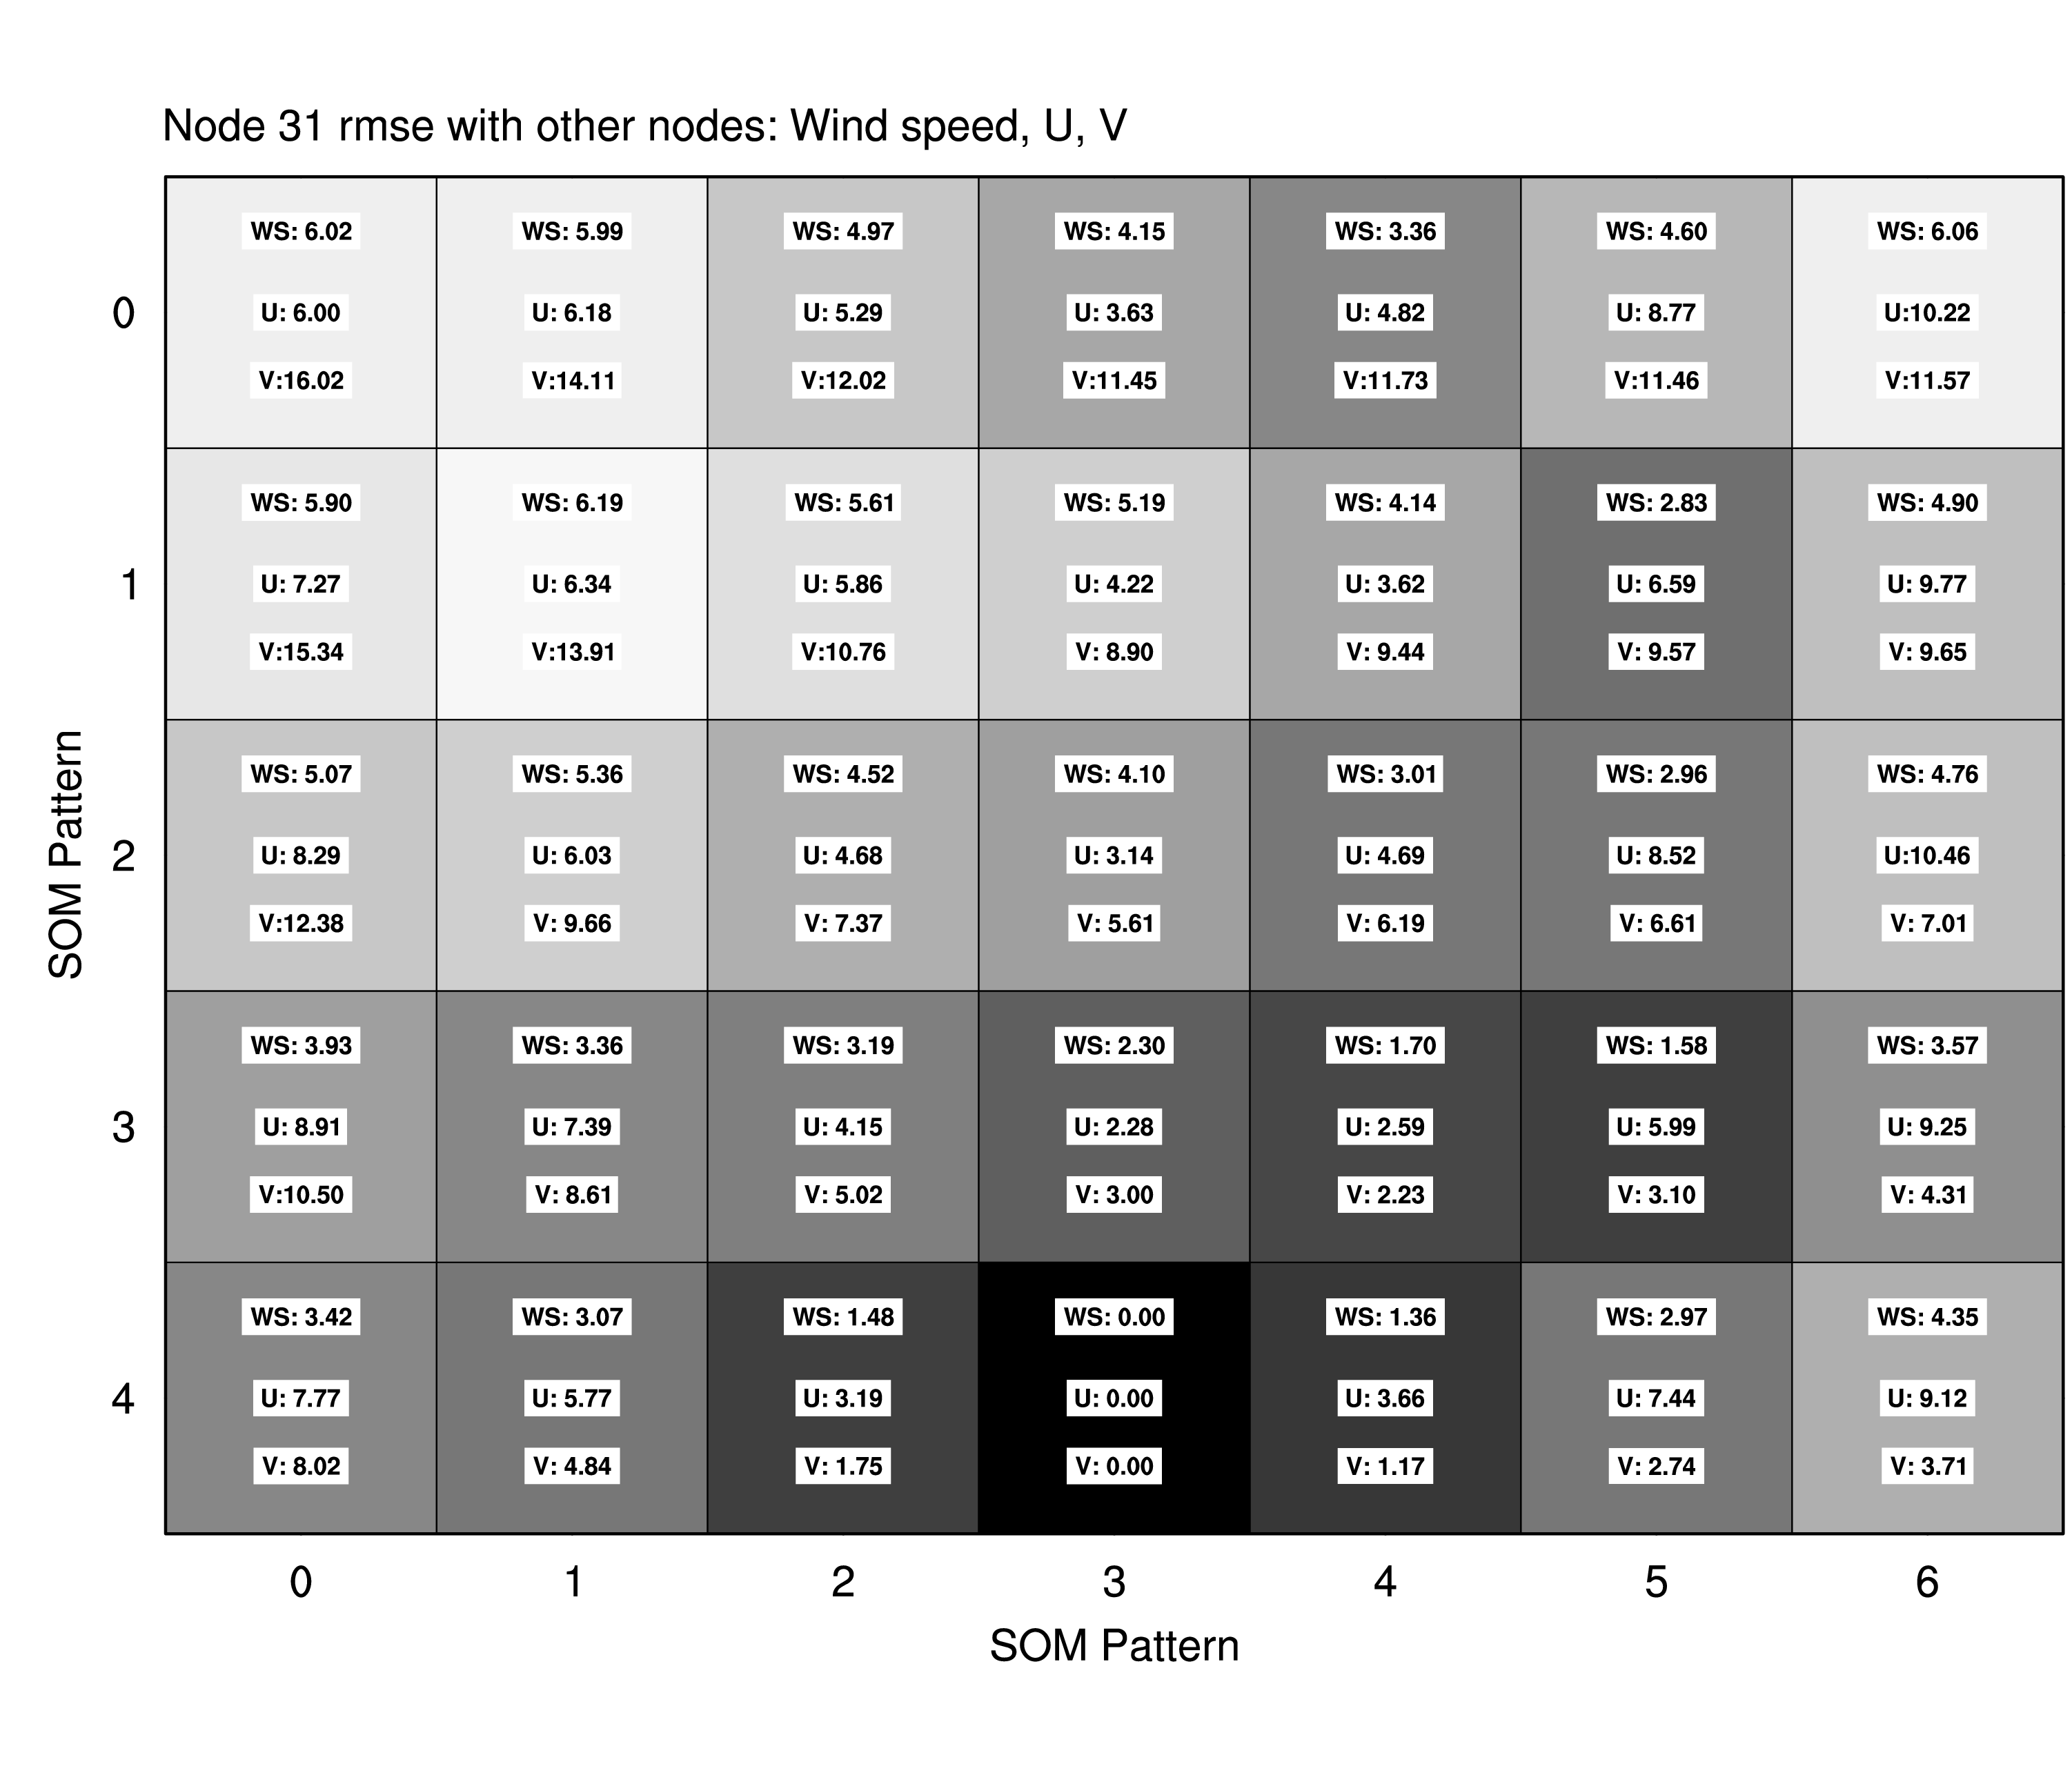 Node 31 rmse with other nodes: Wind speed, U, V
WS: 6.02 WS: 5.99 WS: 4.97 WS: 4.15 WS: 3.36 WS: 4.60 WS: 6.06
0 U: 6.00 U: 6.18 U: 5.29 U: 3.63 U: 4.82 U: 8.77 U:10.22
V:16.02 V:14.11 V:12.02 V:11.45 V:11.73 V:11.46 V:11.57
WS: 5.90 WS: 6.19 WS: 5.61 WS: 5.19 WS: 4.14 WS: 2.83 WS: 4.90
1 U: 7.27 U: 6.34 U: 5.86 U: 4.22 U: 3.62 U: 6.59 U: 9.77
V:15.34 V:13.91 V:10.76 V: 8.90 V: 9.44 V: 9.57 V: 9.65
WS: 5.07 WS: 5.36 WS: 4.52 WS: 4.10 WS: 3.01 WS: 2.96 WS: 4.76
SOM Pattern
2 U: 8.29 U: 6.03 U: 4.68 U: 3.14 U: 4.69 U: 8.52 U:10.46
V:12.38 V: 9.66 V: 7.37 V: 5.61 V: 6.19 V: 6.61 V: 7.01
WS: 3.93 WS: 3.36 WS: 3.19 WS: 2.30 WS: 1.70 WS: 1.58 WS: 3.57
3 U: 8.91 U: 7.39 U: 4.15 U: 2.28 U: 2.59 U: 5.99 U: 9.25
V:10.50 V: 8.61 V: 5.02 V: 3.00 V: 2.23 V: 3.10 V: 4.31
WS: 3.42 WS: 3.07 WS: 1.48 WS: 0.00 WS: 1.36 WS: 2.97 WS: 4.35
4 U: 7.77 U: 5.77 U: 3.19 U: 0.00 U: 3.66 U: 7.44 U: 9.12
V: 8.02 V: 4.84 V: 1.75 V: 0.00 V: 1.17 V: 2.74 V: 3.71
0 1 2 3 4 5 6
SOM Pattern